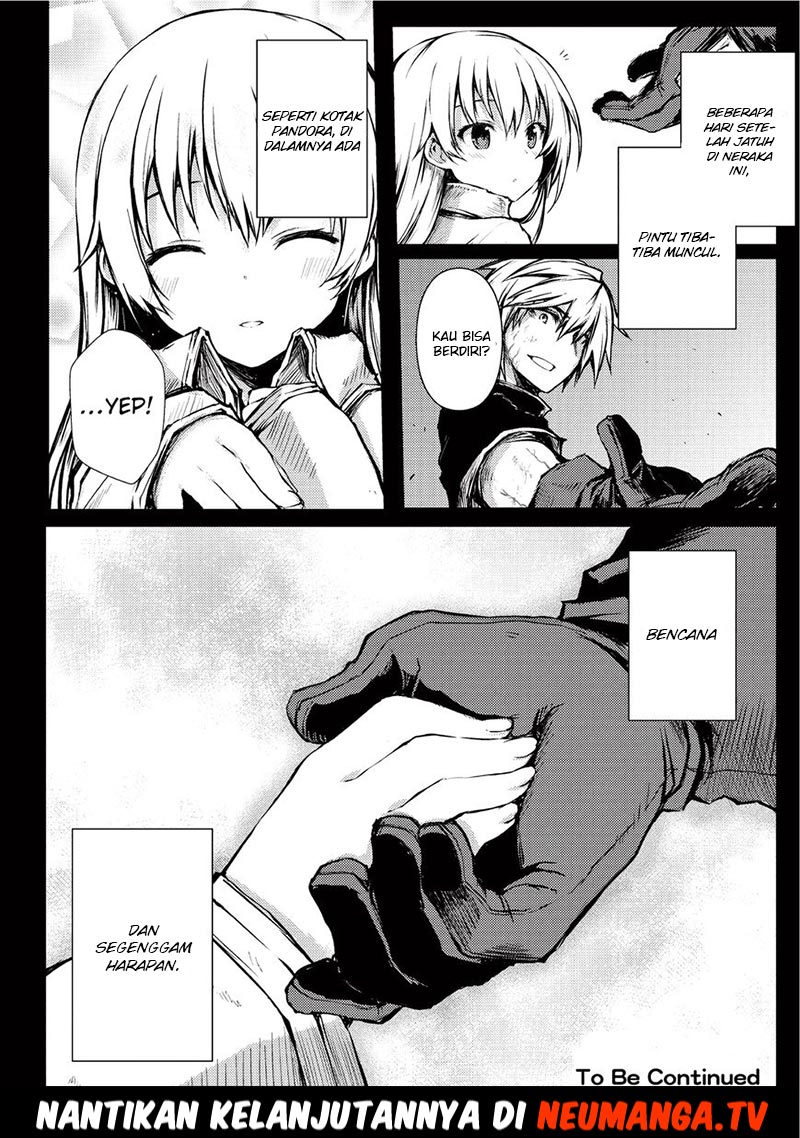 BEBERAPA
HARI SETE-
LAH JATUH
DI NERAKA
INI,
PINTU TIBA-
TIBA MUNCUL.
KAU BISA
BERDIRI?
SEPERTI KOTAK
PANDORA, DI
DALAMNYA ADA
...YEP!
BENCANA
DAN
SEGENGGAM
HARAPAN.
To Be Continued
NANTIKAN KELANJUTANNYA DI NEUMANGA.TV